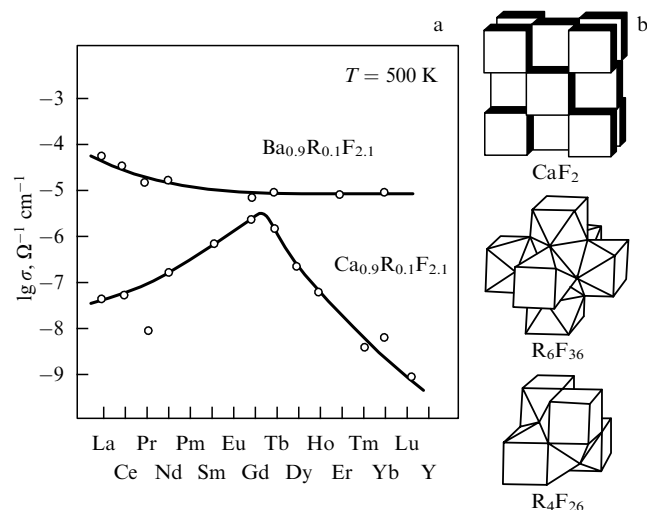 a
b
T = 500 K
lg σ, Ω⁻¹ cm⁻¹
−3
−4
−5
−6
−7
−8
−9
Ba₀.₉R₀.₁F₂.₁
Ca₀.₉R₀.₁F₂.₁
La Pr Pm Eu Tb Ho Tm Lu
Ce Nd Sm Gd Dy Er Yb Y
CaF₂
R₆F₃₆
R₄F₂₆